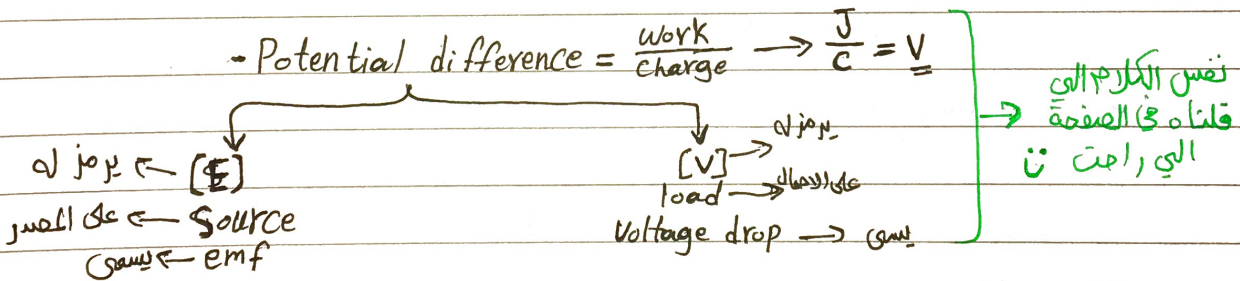 - Potential difference = work / charge → J / C = V
[E] ← يرمز له
Source ← على المصدر
emf ← يسمى
[V] → يرمز له
load → على الاحمال
Voltage drop → يسمى
نفس الكلام الي
قلناه في الصفحة
الي راحت